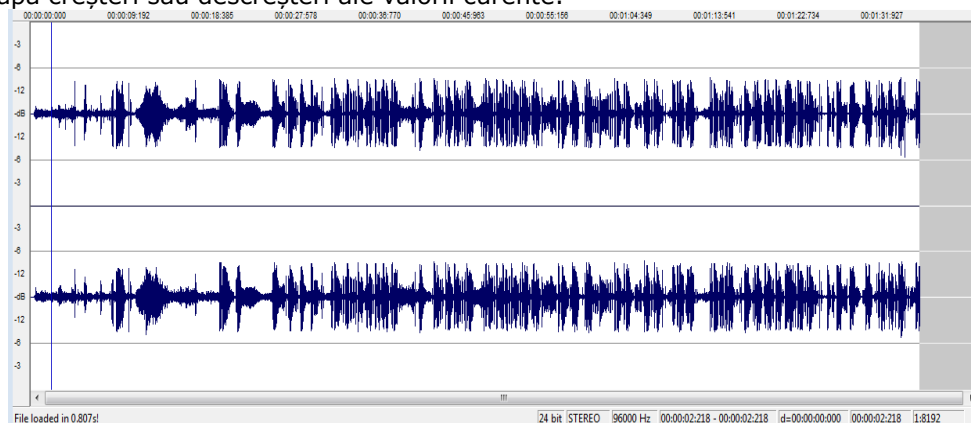 apa creșteri sau descreșteri ale valorii curente?
00:00:00:000 00:00:09:192 00:00:18:385 00:00:27:578 00:00:36:770 00:00:45:963 00:00:55:156 00:01:04:349 00:01:13:541 00:01:22:734 00:01:31:927
-3
-6
-12
-dB
-12
-6
-3
-3
-6
-12
-dB
-12
-6
-3
File loaded in 0.807s! 24 bit STEREO 96000 Hz 00:00:02:218 - 00:00:02:218 d=00:00:00:000 00:00:02:218 1:8192